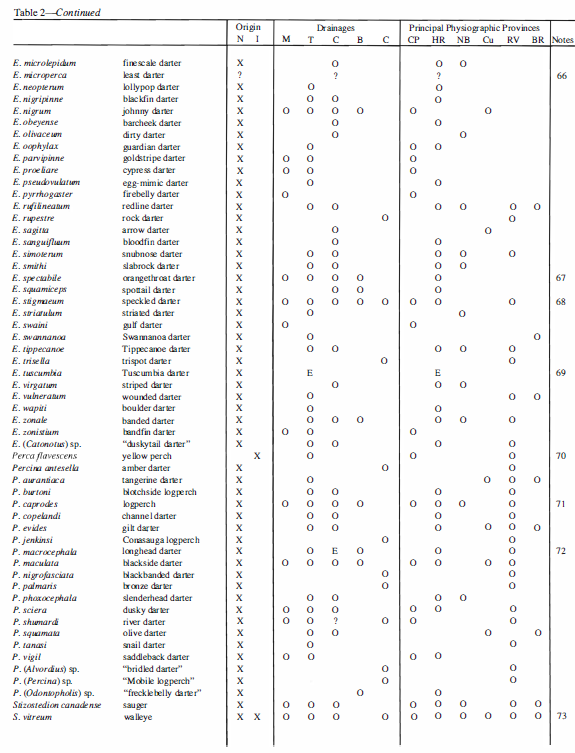 Table 2—Continued
Origin Drainages Principal Physiographic Provinces
N I M T C B C CP HR NB Cu RV BR Notes
E. microlepidum finescale darter X O O O
E. microperca least darter ? ? ? 66
E. neopterum lollypop darter X O O
E. nigripinne blackfin darter X O O O
E. nigrum johnny darter X O O O O O O
E. obeyense barcheek darter X O O
E. olivaceum dirty darter X O O
E. oophylax guardian darter X O O O
E. parvipinne goldstripe darter X O O O
E. proeliare cypress darter X O O O
E. pseudovulatum egg-mimic darter X O O
E. pyrrhogaster firebelly darter X O O
E. rufilineatum redline darter X O O O O O O
E. rupestre rock darter X O O
E. sagitta arrow darter X O O
E. sanguifluum bloodfin darter X O O
E. simoterum snubnose darter X O O O O O
E. smithi slabrock darter X O O O O
E. spectabile orangethroat darter X O O O O O 67
E. squamiceps spottail darter X O O O
E. stigmaeum speckled darter X O O O O O O O O 68
E. striatulum striated darter X O O
E. swaini gulf darter X O O
E. swannanoa Swannanoa darter X O O
E. tippecanoe Tippecanoe darter X O O O O O
E. trisella trispot darter X O O
E. tuscumbia Tuscumbia darter X E E 69
E. virgatum striped darter X O O O
E. vulneratum wounded darter X O O O
E. wapiti boulder darter X O O
E. zonale banded darter X O O O O O O
E. zonistium bandfin darter X O O O
E. (Catonotus) sp. "duskytail darter" X O O O O
Perca flavescens yellow perch X O O O 70
Percina antesella amber darter X O O
P. aurantiaca tangerine darter X O O O O
P. burtoni blotchside logperch X O O O O
P. caprodes logperch X O O O O O O O O 71
P. copelandi channel darter X O O O O
P. evides gilt darter X O O O O O O
P. jenkinsi Conasauga logperch X O O
P. macrocephala longhead darter X O E O O O 72
P. maculata blackside darter X O O O O O O O O
P. nigrofasciata blackbanded darter X O O
P. palmaris bronze darter X O O
P. phoxocephala slenderhead darter X O O O O
P. sciera dusky darter X O O O O O O
P. shumardi river darter X O O ? O O O
P. squamata olive darter X O O O O
P. tanasi snail darter X O O
P. vigil saddleback darter X O O O O
P. (Alvordius) sp. "bridled darter" X O O
P. (Percina) sp. "Mobile logperch" X O O
P. (Odontopholis) sp. "frecklebelly darter" X O O
Stizostedion canadense sauger X O O O O O O O O O
S. vitreum walleye X X O O O O O O O O O O 73